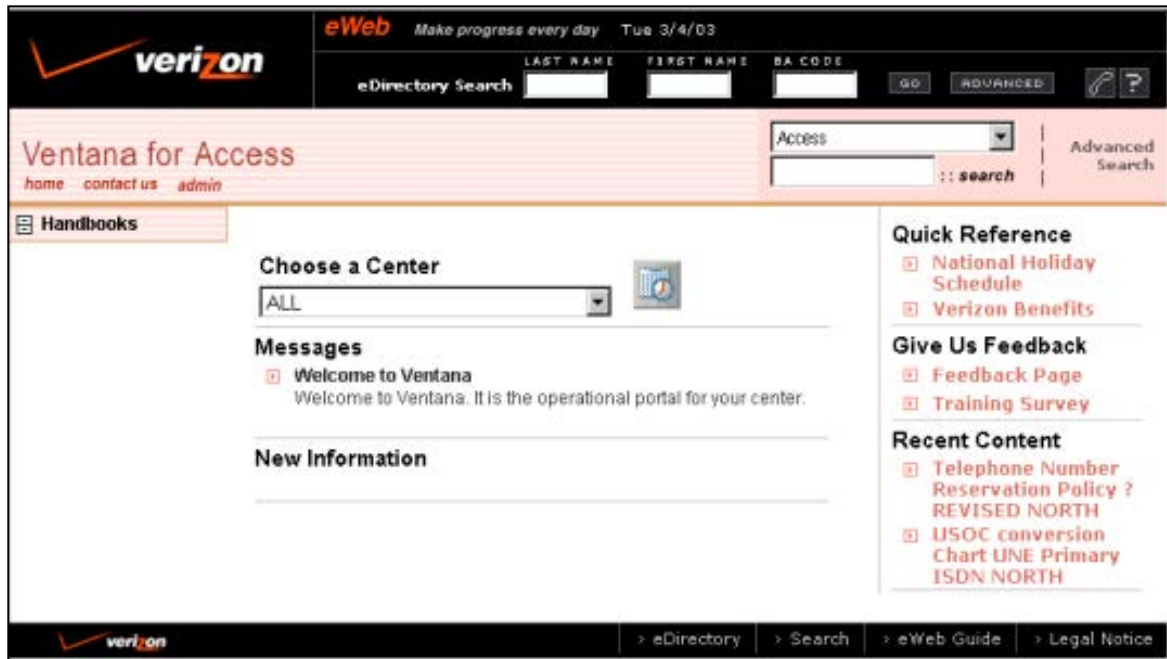 eWeb Make progress every day Tue 3/4/03
verizon
LAST NAME FIRST NAME BA CODE
eDirectory Search GO ADVANCED ?
Ventana for Access
home contact us admin
Access
:: search
Advanced
Search
Handbooks
Choose a Center
ALL
Messages
Welcome to Ventana
Welcome to Ventana. It is the operational portal for your center.
New Information
Quick Reference
National Holiday
Schedule
Verizon Benefits
Give Us Feedback
Feedback Page
Training Survey
Recent Content
Telephone Number
Reservation Policy ?
REVISED NORTH
USOC conversion
Chart UNE Primary
ISDN NORTH
verizon > eDirectory > Search > eWeb Guide > Legal Notice